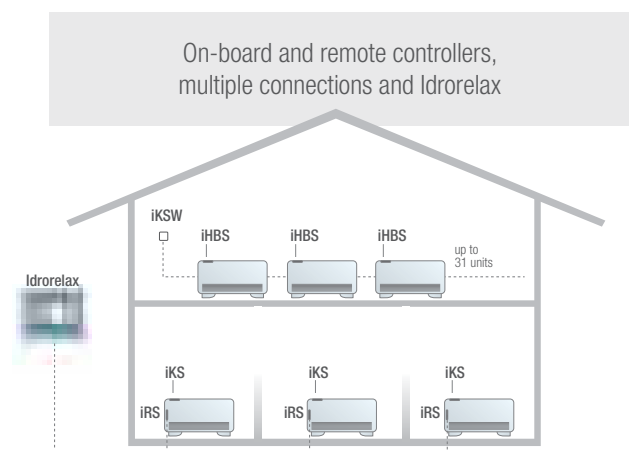 On-board and remote controllers,
multiple connections and Idrorelax
iKSW
iHBS
iHBS
iHBS
up to
31 units
Idrorelax
iKS
iKS
iKS
iRS
iRS
iRS